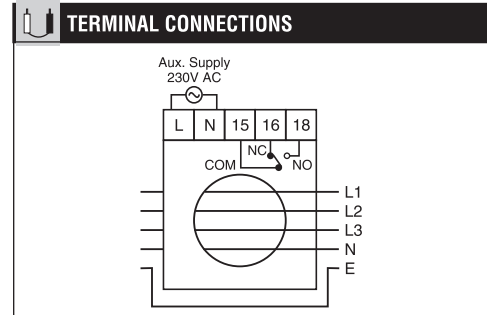 TERMINAL CONNECTIONS
Aux. Supply
230V AC
L N 15 16 18
NC
COM NO
L1
L2
L3
N
E